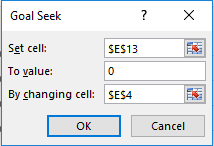 Goal Seek ? ×
Set cell: $E$13
To value: 0
By changing cell: $E$4
OK Cancel